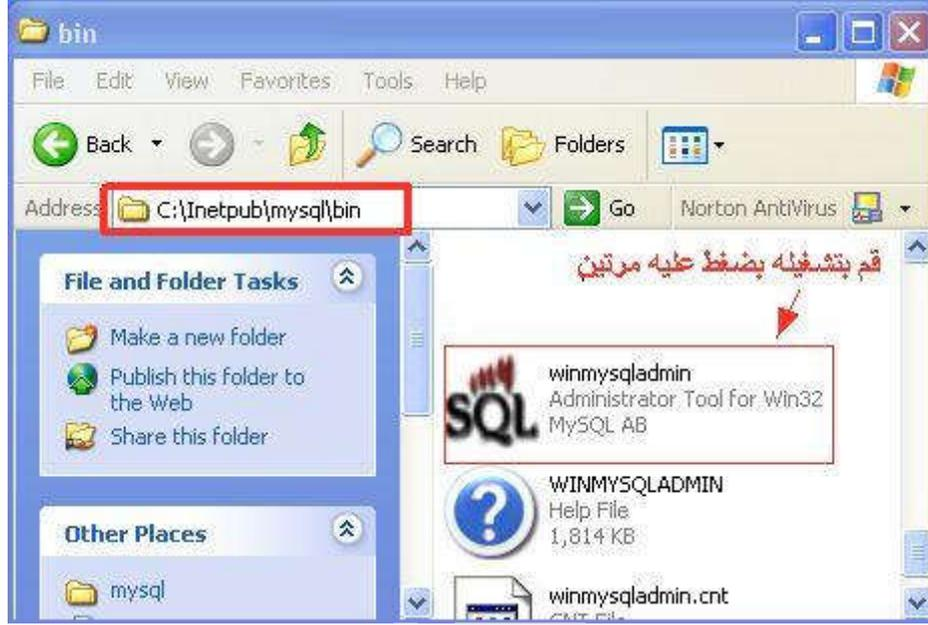 bin
File Edit View Favorites Tools Help
Back Search Folders
Address C:\Inetpub\mysql\bin Go Norton AntiVirus
File and Folder Tasks
Make a new folder
Publish this folder to
the Web
Share this folder
Other Places
mysql
قم بتشغيله بضغط عليه مرتين
my
SQL
winmysqladmin
Administrator Tool for Win32
MySQL AB
WINMYSQLADMIN
Help File
1,814 KB
winmysqladmin.cnt
CNT File